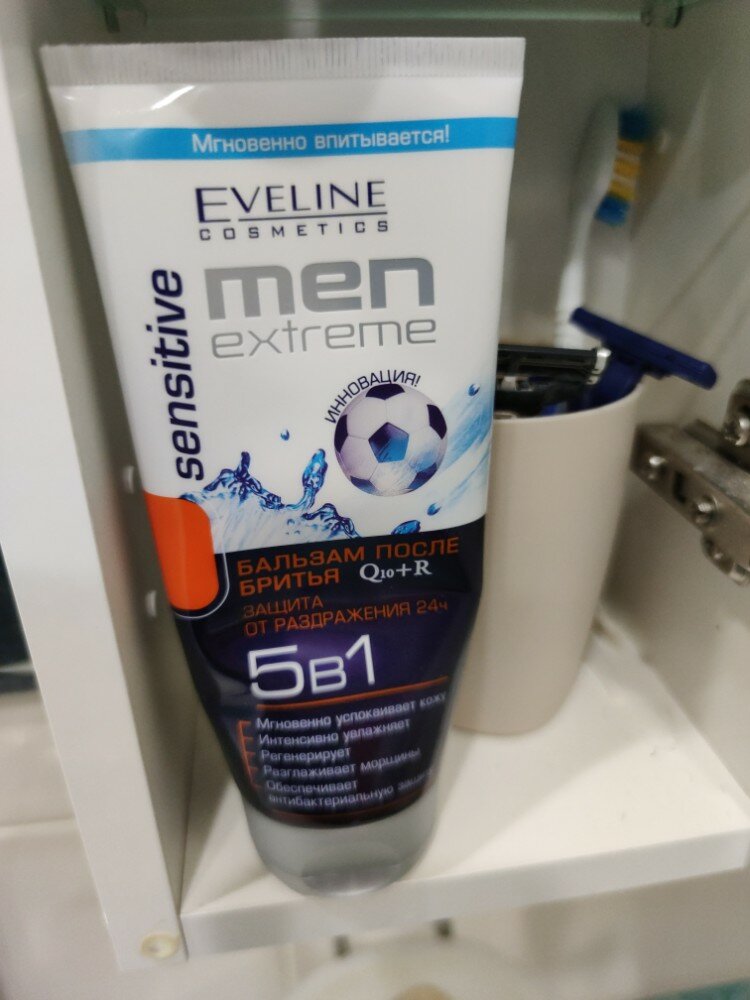 Мгновенно впитывается!
EVELINE
COSMETICS
men
extreme
sensitive
ИННОВАЦИЯ!
БАЛЬЗАМ ПОСЛЕ
БРИТЬЯ Q10+R
ЗАЩИТА
ОТ РАЗДРАЖЕНИЯ 24ч
5в1
Мгновенно успокаивает кожу
Интенсивно увлажняет
Регенерирует
Разглаживает морщины
Обеспечивает
антибактериальную